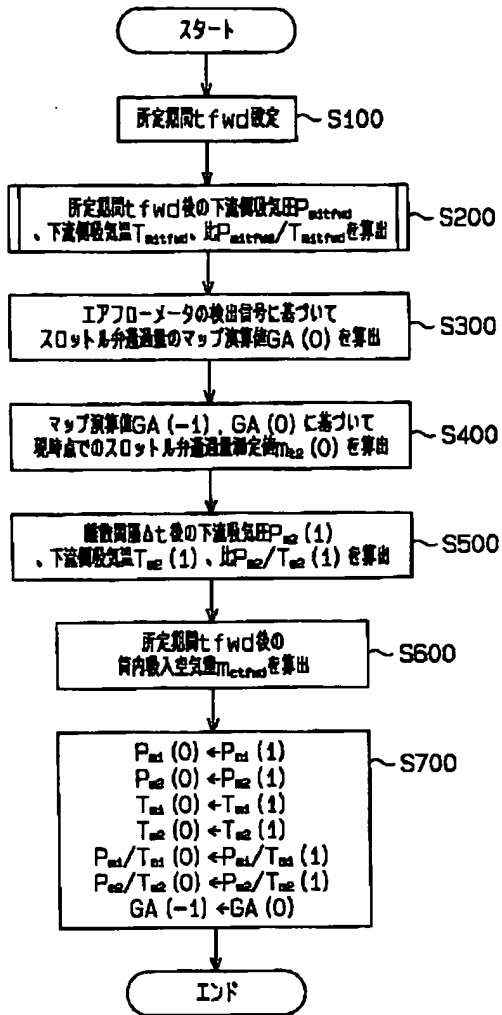 スタート
所定期間tfwd設定
S100
所定期間tfwd後の下流側吸気圧Pm1tfwd
、下流側吸気温Tm1tfwd、比Pm1tfwd/Tm1tfwdを算出
S200
エアフローメータの検出信号に基づいて
スロットル弁通過量のマップ演算値GA(0)を算出
S300
マップ演算値GA(-1),GA(0)に基づいて
現時点でのスロットル弁通過量測定値mt2(0)を算出
S400
離散間隔Δt後の下流吸気圧Pm2(1)
、下流側吸気温Tm2(1)、比Pm2/Tm2(1)を算出
S500
所定期間tfwd後の
筒内吸入空気量mctfwdを算出
S600
Pm1(0)←Pm1(1)
Pm2(0)←Pm2(1)
Tm1(0)←Tm1(1)
Tm2(0)←Tm2(1)
Pm1/Tm1(0)←Pm1/Tm1(1)
Pm2/Tm2(0)←Pm2/Tm2(1)
GA(-1)←GA(0)
S700
エンド